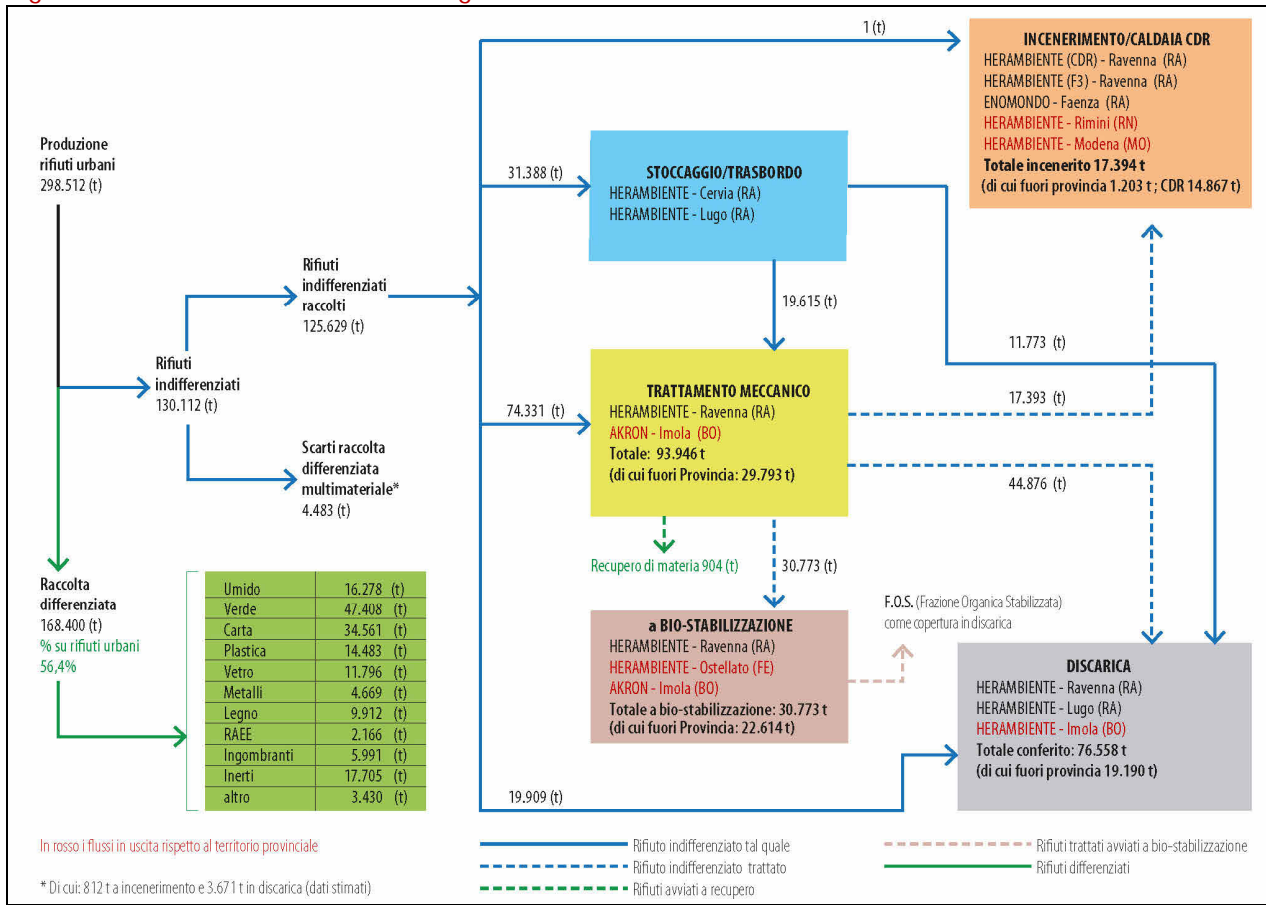 Produzione
rifiuti urbani
298.512 (t)
Rifiuti
indifferenziati
130.112 (t)
Rifiuti
indifferenziati
raccolti
125.629 (t)
Scarti raccolta
differenziata
multimateriale*
4.483 (t)
Raccolta
differenziata
168.400 (t)
% su rifiuti urbani
56,4%
Umido 16.278 (t)
Verde 47.408 (t)
Carta 34.561 (t)
Plastica 14.483 (t)
Vetro 11.796 (t)
Metalli 4.669 (t)
Legno 9.912 (t)
RAEE 2.166 (t)
Ingombranti 5.991 (t)
Inerti 17.705 (t)
altro 3.430 (t)
1 (t)
31.388 (t)
74.331 (t)
19.909 (t)
STOCCAGGIO/TRASBORDO
HERAMBIENTE - Cervia (RA)
HERAMBIENTE - Lugo (RA)
19.615 (t)
11.773 (t)
TRATTAMENTO MECCANICO
HERAMBIENTE - Ravenna (RA)
AKRON - Imola (BO)
Totale: 93.946 t
(di cui fuori Provincia: 29.793 t)
17.393 (t)
44.876 (t)
Recupero di materia 904 (t)
30.773 (t)
a BIO-STABILIZZAZIONE
HERAMBIENTE - Ravenna (RA)
HERAMBIENTE - Ostellato (FE)
AKRON - Imola (BO)
Totale a bio-stabilizzazione: 30.773 t
(di cui fuori Provincia: 22.614 t)
F.O.S. (Frazione Organica Stabilizzata)
come copertura in discarica
INCENERIMENTO/CALDAIA CDR
HERAMBIENTE (CDR) - Ravenna (RA)
HERAMBIENTE (F3) - Ravenna (RA)
ENOMONDO - Faenza (RA)
HERAMBIENTE - Rimini (RN)
HERAMBIENTE - Modena (MO)
Totale incenerito 17.394 t
(di cui fuori provincia 1.203 t ; CDR 14.867 t)
DISCARICA
HERAMBIENTE - Ravenna (RA)
HERAMBIENTE - Lugo (RA)
HERAMBIENTE - Imola (BO)
Totale conferito: 76.558 t
(di cui fuori provincia 19.190 t)
In rosso i flussi in uscita rispetto al territorio provinciale
* Di cui: 812 t a incenerimento e 3.671 t in discarica (dati stimati)
Rifiuto indifferenziato tal quale
Rifiuto indifferenziato trattato
Rifiuti avviati a recupero
Rifiuti trattati avviati a bio-stabilizzazione
Rifiuti differenziati